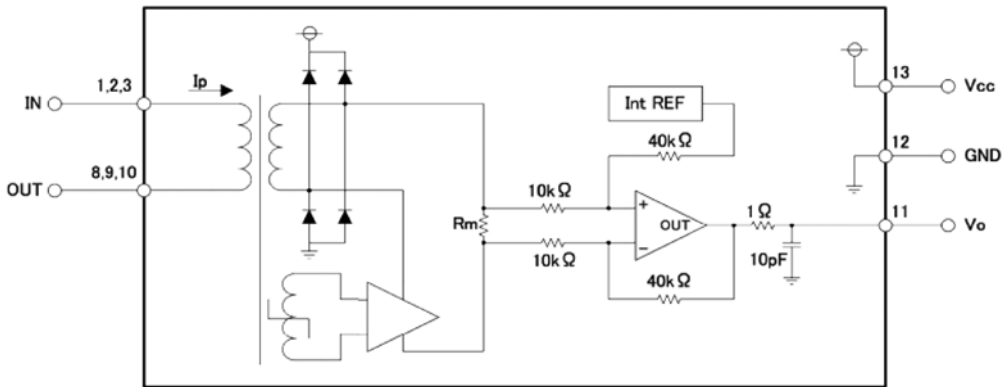 13
Vcc
1,2,3
Ip
IN
Int REF
12
GND
40kΩ
8,9,10
OUT
10kΩ
+
1Ω
11
Rm
OUT
Vo
−
10kΩ
10pF
40kΩ